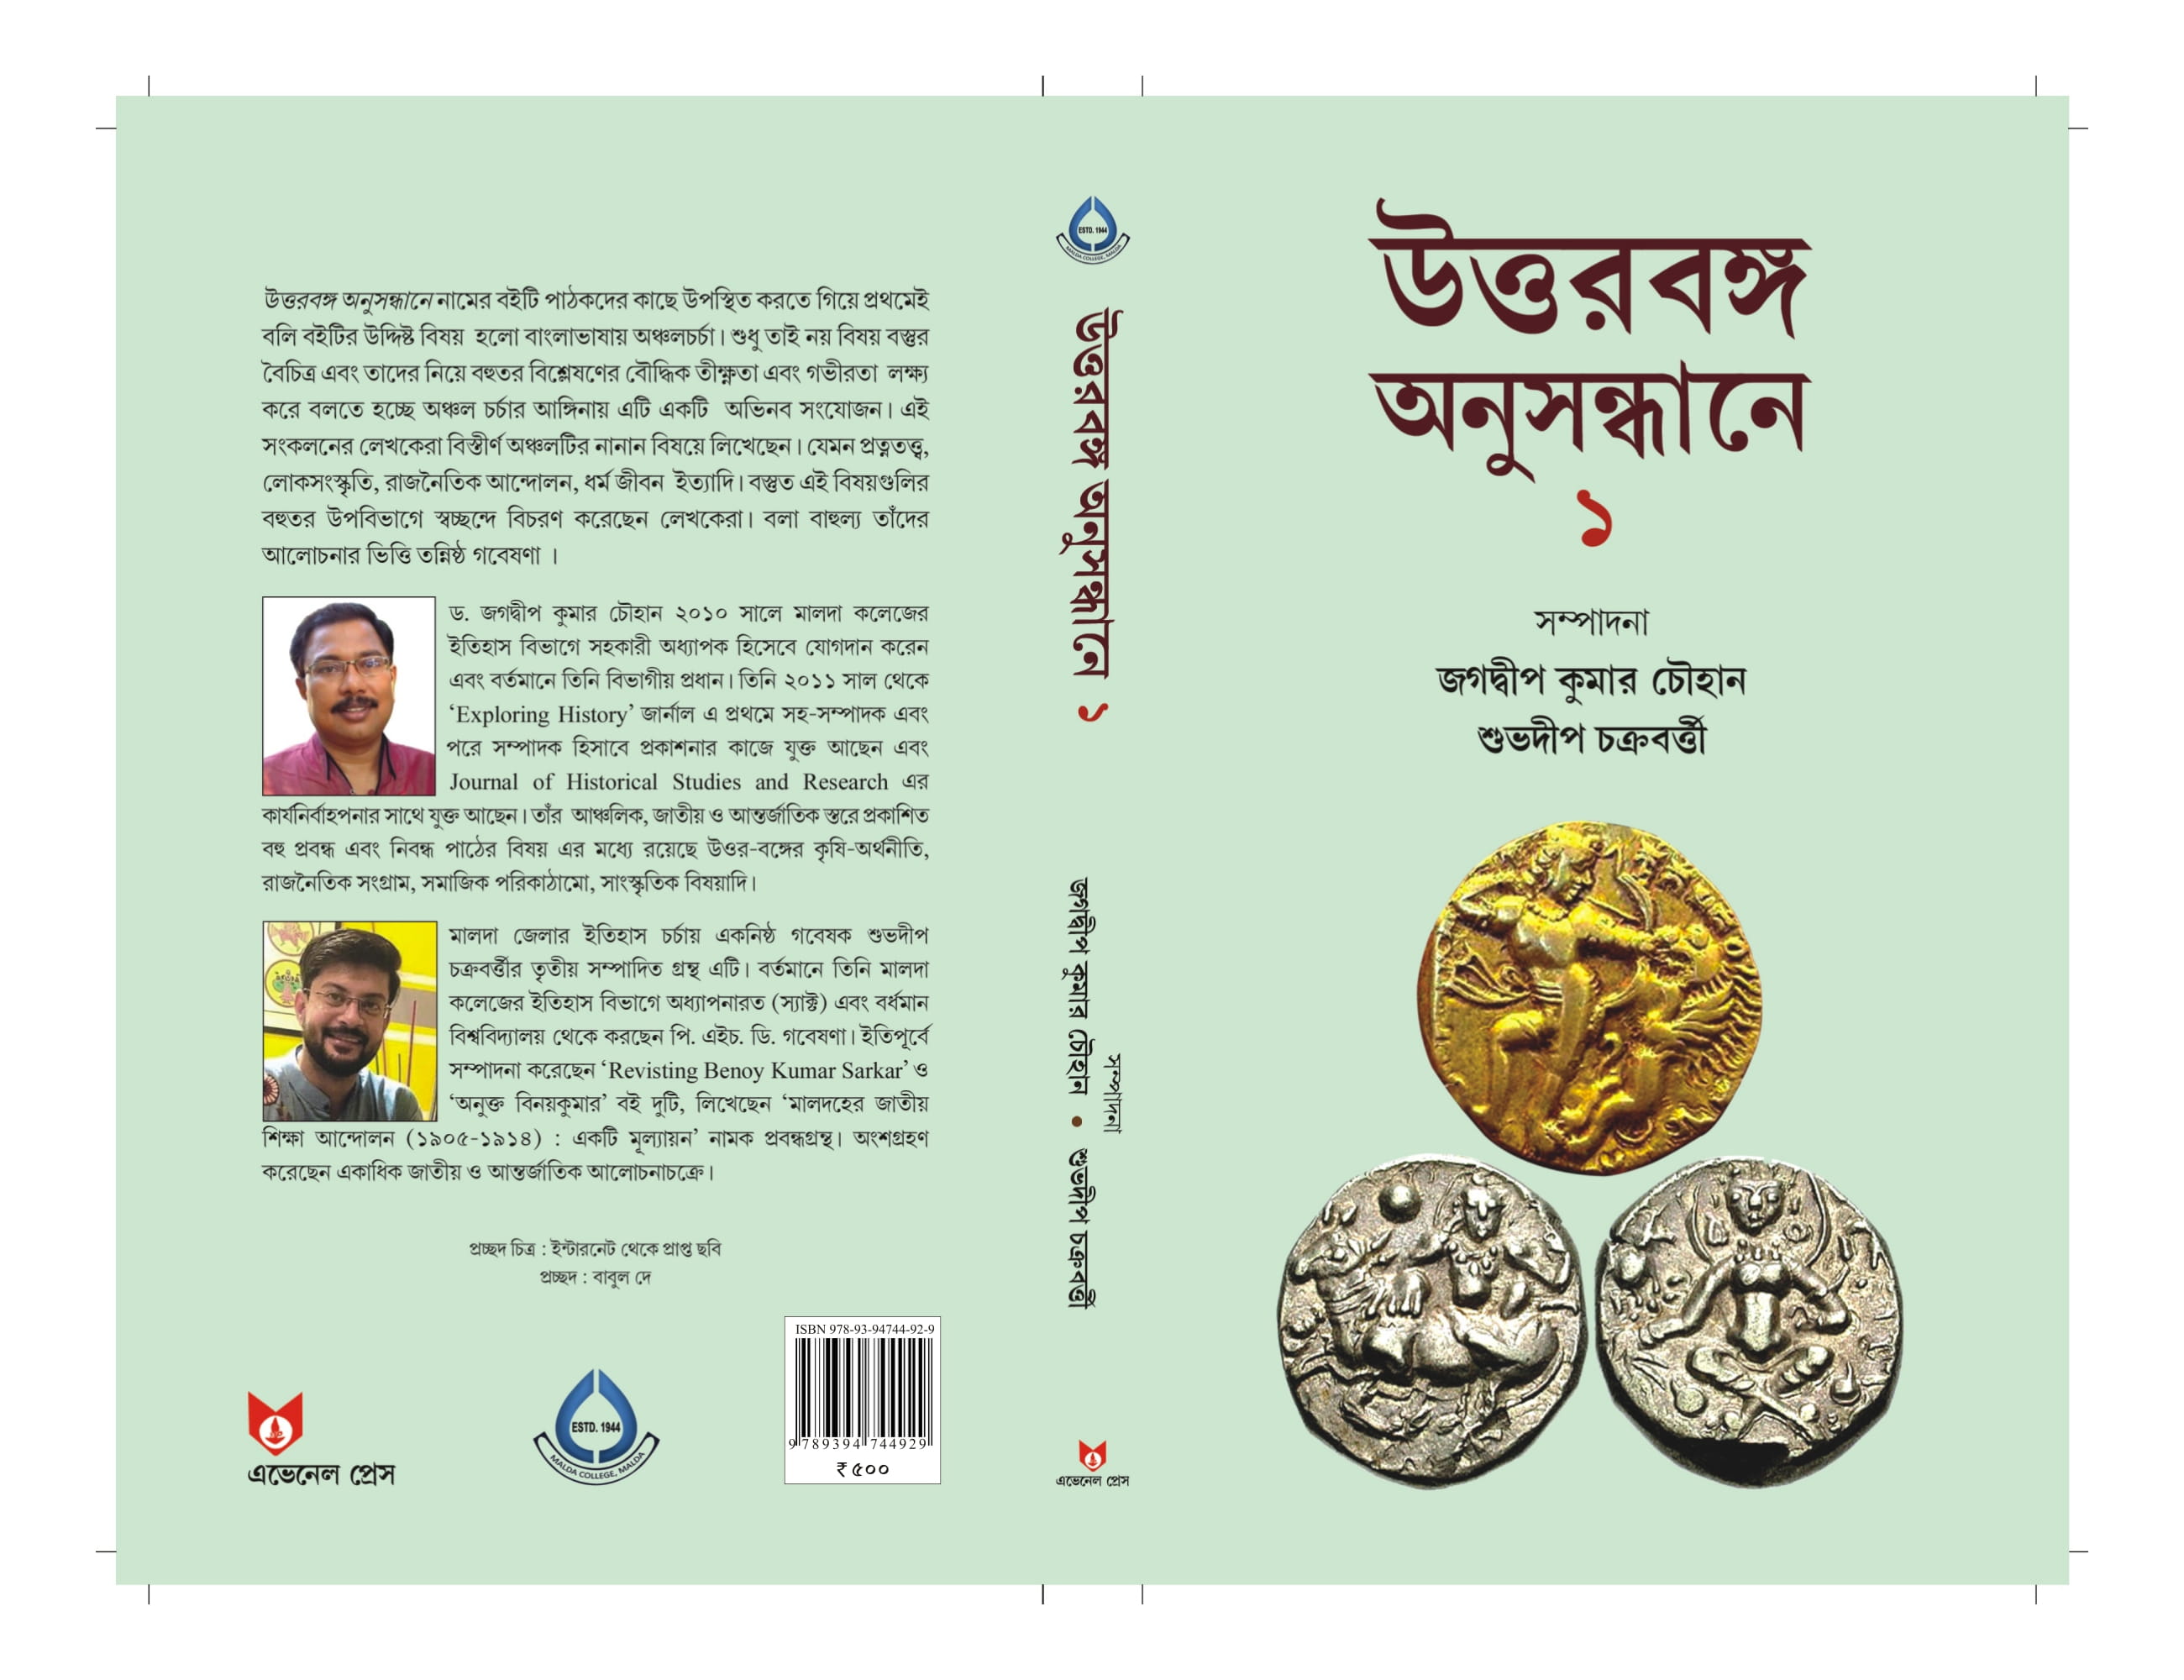 উত্তরবঙ্গ অনুসন্ধানে নামের বইটি পাঠকদের কাছে উপস্থিত করতে গিয়ে প্রথমেই
বলি বইটির উদ্দিষ্ট বিষয় হলো বাংলাভাষায় অঞ্চলচর্চা। শুধু তাই নয় বিষয় বস্তুর
বৈচিত্র এবং তাদের নিয়ে বহুতর বিশ্লেষণের বৌদ্ধিক তীক্ষ্ণতা এবং গভীরতা লক্ষ্য
করে বলতে হচ্ছে অঞ্চল চর্চার আঙ্গিনায় এটি একটি অভিনব সংযোজন। এই
সংকলনের লেখকেরা বিস্তীর্ণ অঞ্চলটির নানান বিষয়ে লিখেছেন। যেমন প্রত্নতত্ত্ব,
লোকসংস্কৃতি, রাজনৈতিক আন্দোলন, ধর্ম জীবন ইত্যাদি। বস্তুত এই বিষয়গুলির
বহুতর উপবিভাগে স্বচ্ছন্দে বিচরণ করেছেন লেখকেরা। বলা বাহুল্য তাঁদের
আলোচনার ভিত্তি তন্নিষ্ঠ গবেষণা ।
ড. জগদ্বীপ কুমার চৌহান ২০১০ সালে মালদা কলেজের
ইতিহাস বিভাগে সহকারী অধ্যাপক হিসেবে যোগদান করেন
এবং বর্তমানে তিনি বিভাগীয় প্রধান। তিনি ২০১১ সাল থেকে
‘Exploring History’ জার্নাল এ প্রথমে সহ-সম্পাদক এবং
পরে সম্পাদক হিসাবে প্রকাশনার কাজে যুক্ত আছেন এবং
Journal of Historical Studies and Research এর
কার্যনির্বাহপনার সাথে যুক্ত আছেন। তাঁর আঞ্চলিক, জাতীয় ও আন্তর্জাতিক স্তরে প্রকাশিত
বহু প্রবন্ধ এবং নিবন্ধ পাঠের বিষয় এর মধ্যে রয়েছে উওর-বঙ্গের কৃষি-অর্থনীতি,
রাজনৈতিক সংগ্রাম, সমাজিক পরিকাঠামো, সাংস্কৃতিক বিষয়াদি।
মালদা জেলার ইতিহাস চর্চায় একনিষ্ঠ গবেষক শুভদীপ
চক্রবর্ত্তীর তৃতীয় সম্পাদিত গ্রন্থ এটি। বর্তমানে তিনি মালদা
কলেজের ইতিহাস বিভাগে অধ্যাপনারত (স্যাক্ট) এবং বর্ধমান
বিশ্ববিদ্যালয় থেকে করছেন পি. এইচ. ডি. গবেষণা। ইতিপূর্বে
সম্পাদনা করেছেন ‘Revisting Benoy Kumar Sarkar’ ও
‘অনুক্ত বিনয়কুমার’ বই দুটি, লিখেছেন ‘মালদহের জাতীয়
শিক্ষা আন্দোলন (১৯০৫-১৯১৪) : একটি মূল্যায়ন’ নামক প্রবন্ধগ্রন্থ। অংশগ্রহণ
করেছেন একাধিক জাতীয় ও আন্তর্জাতিক আলোচনাচক্রে।
প্রচ্ছদ চিত্র : ইন্টারনেট থেকে প্রাপ্ত ছবি
প্রচ্ছদ : বাবুল দে
এভেনেল প্রেস
ESTD. 1944
MALDA COLLEGE, MALDA
ISBN 978-93-94744-92-9
9 789394 744929
₹ ৫০০
ESTD. 1944
MALDA COLLEGE, MALDA
উত্তরবঙ্গ অনুসন্ধানে ১
সম্পাদনা
জগদ্বীপ কুমার চৌহান • শুভদীপ চক্রবর্ত্তী
এভেনেল প্রেস
উত্তরবঙ্গ
অনুসন্ধানে
১
সম্পাদনা
জগদ্বীপ কুমার চৌহান
শুভদীপ চক্রবর্ত্তী